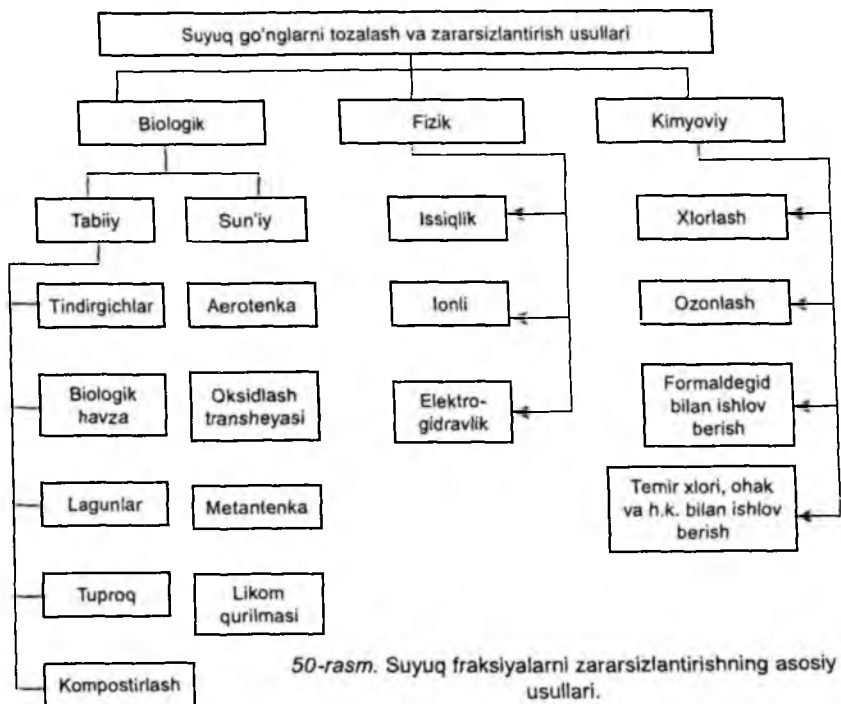 Suyuq go'nglarni tozalash va zararsizlantirish usullari
Biologik
Fizik
Kimyoviy
Tabiiy
Sun'iy
Issiqlik
Xlorlash
Tindirgichlar
Aerotenka
Ionli
Ozonlash
Biologik
havza
Oksidlash
transheyasi
Elektro-
gidravlik
Formaldegid
bilan ishlov
berish
Lagunlar
Metantenka
Temir xlori, ohak
va h.k. bilan ishlov
berish
Tuproq
Likom
qurilmasi
Kompostirlash
50-rasm. Suyuq fraksiyalarni zararsizlantirishning asosiy
usullari.